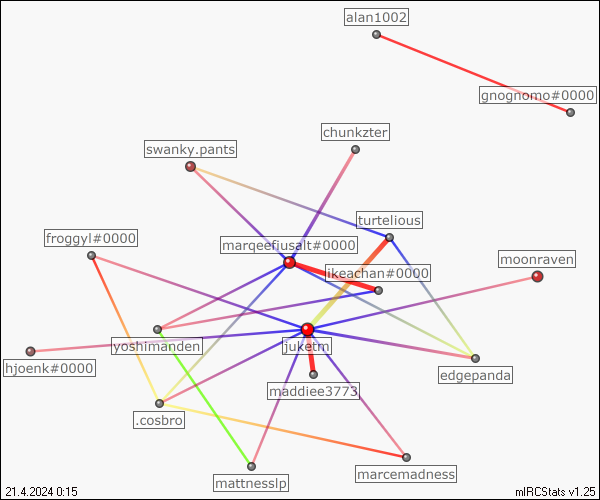 alan1002
gnognomo#0000
chunkzter
swanky.pants
turtelious
froggyl#0000
marqeefiusalt#0000
moonraven
ikeachan#0000
yoshimanden
juketm
hjoenk#0000
edgepanda
maddiee3773
.cosbro
marcemadness
mattnesslp
21.4.2024 0:15
mIRCStats v1.25